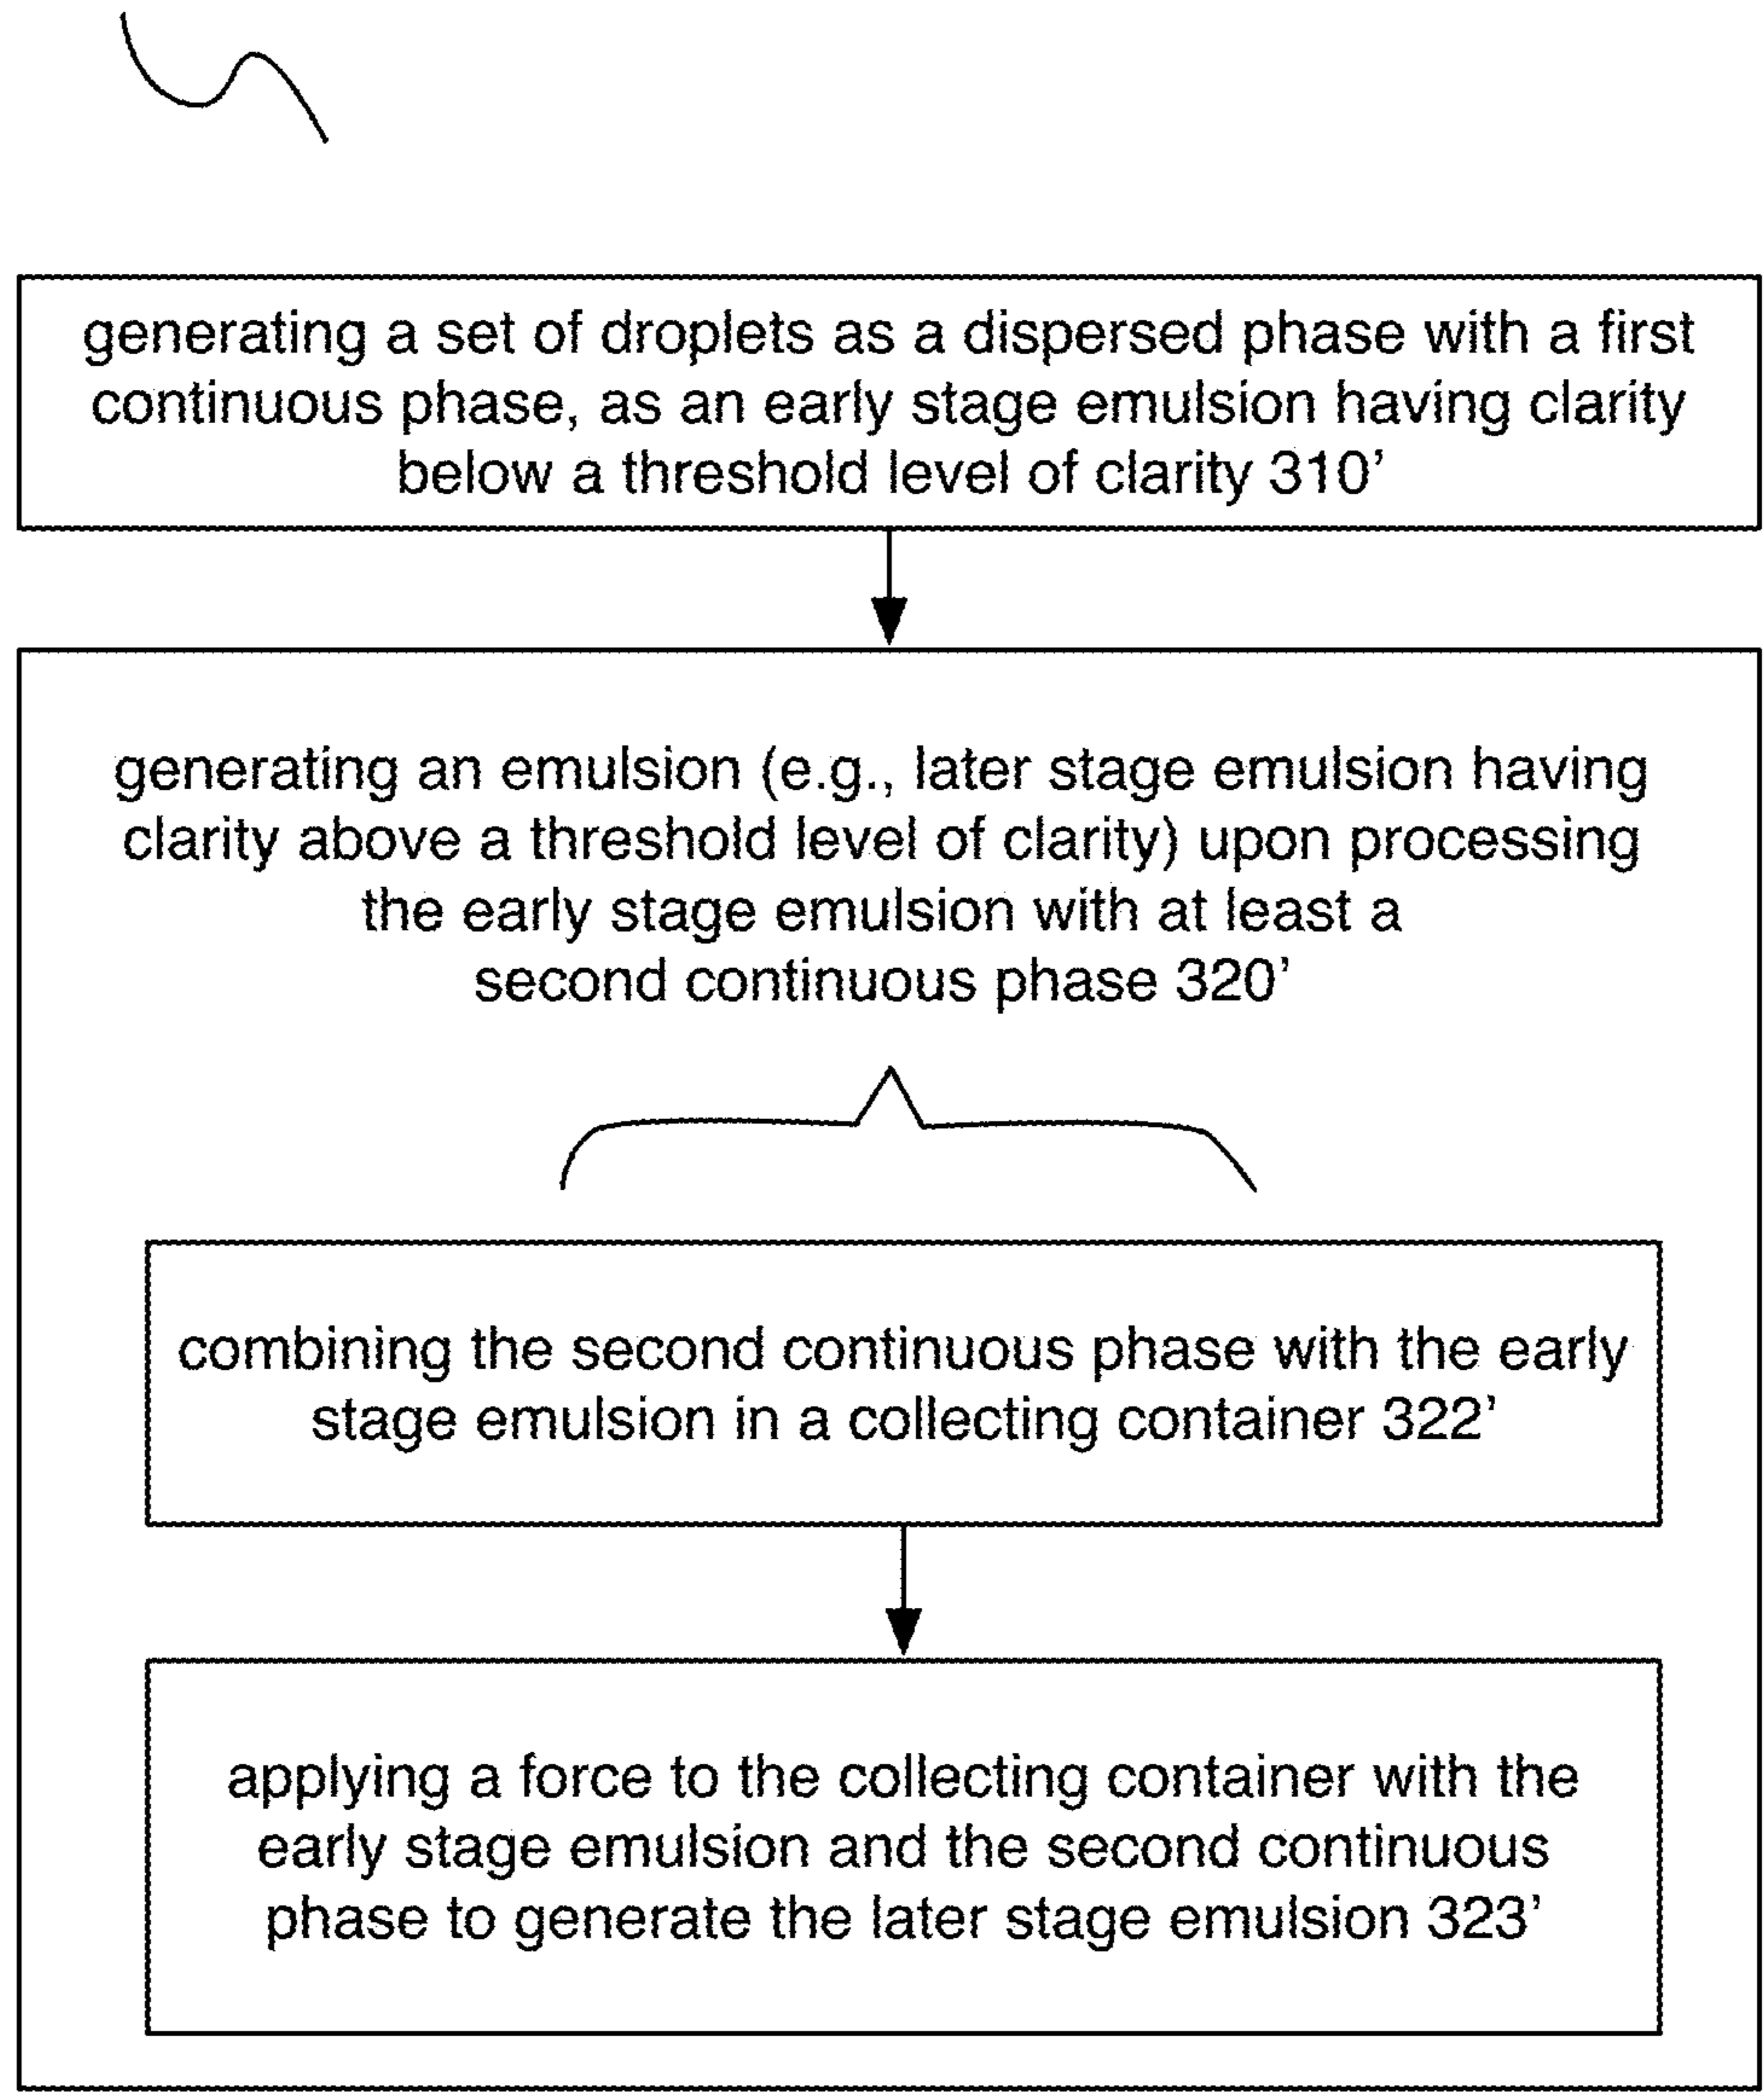 generating a set of droplets as a dispersed phase with a first
continuous phase, as an early stage emulsion having clarity
below a threshold level of clarity 310’
generating an emulsion (e.g., later stage emulsion having
clarity above a threshold level of clarity) upon processing
the early stage emulsion with at least a
second continuous phase 320’
combining the second continuous phase with the early
stage emulsion in a collecting container 322’
applying a force to the collecting container with the
early stage emulsion and the second continuous
phase to generate the later stage emulsion 323’